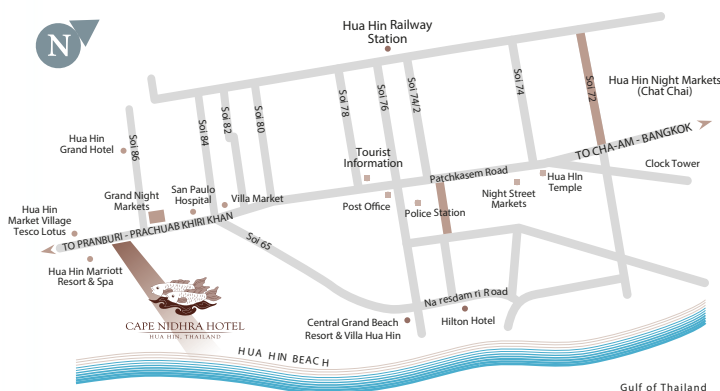 N
Hua Hin Railway
Station
Soi 86
Soi 84
Soi 82
Soi 80
Soi 78
Soi 76
Soi 74/2
Soi 74
Soi 72
Hua Hin Night Markets
(Chat Chai)
TO CHA-AM - BANGKOK
Clock Tower
Hua Hin
Grand Hotel
Tourist
Information
Patchkasem Road
Hua HIn
Temple
Night Street
Markets
Grand Night
Markets
San Paulo
Hospital
Villa Market
Post Office
Police Station
Hua Hin
Market Village
Tesco Lotus
TO PRANBURI - PRACHUAB KHIRI KHAN
Soi 65
Hua Hin Marriott
Resort & Spa
CAPE NIDHRA HOTEL
HUA HIN, THAILAND
Naresdamri Road
Central Grand Beach
Resort & Villa Hua Hin
Hilton Hotel
HUA HIN BEACH
Gulf of Thailand